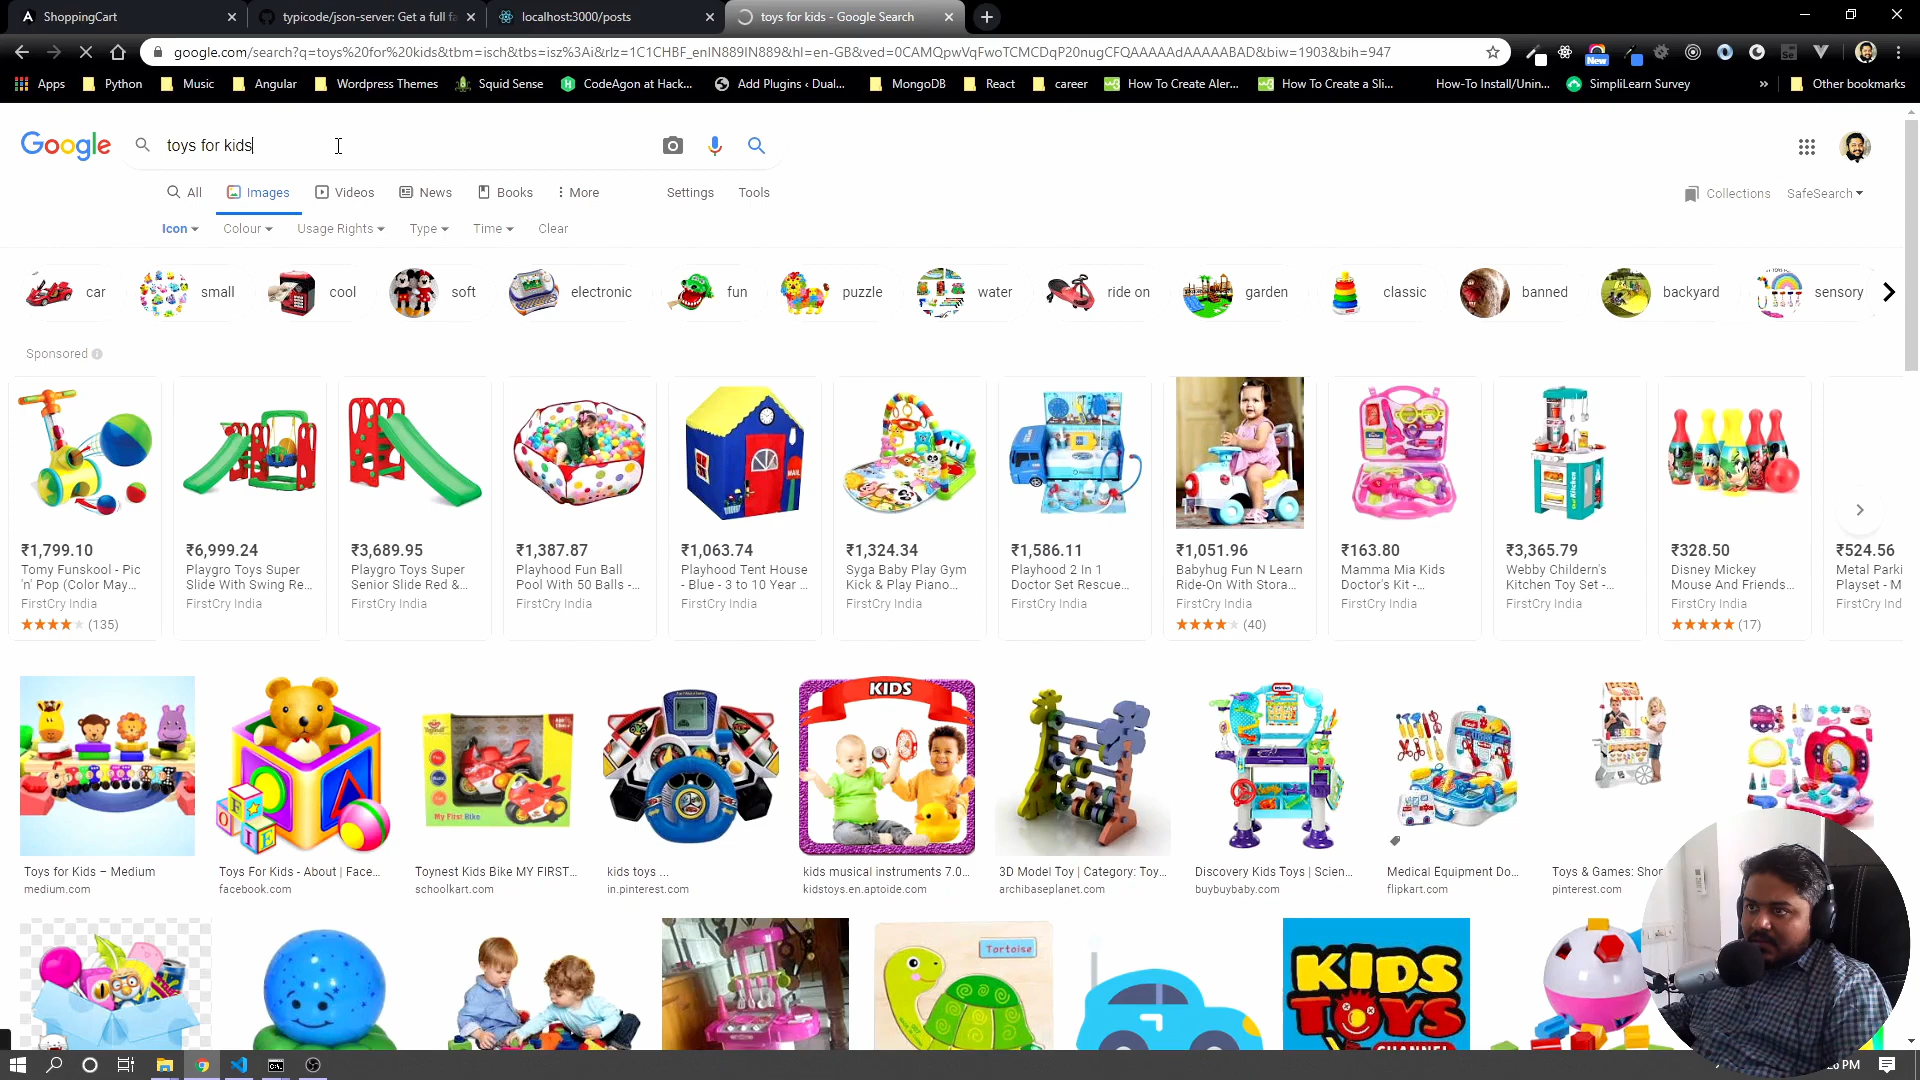 ShoppingCart
typicode/json-server: Get a full fa
localhost:3000/posts
toys for kids - Google Search
google.com/search?q=toys%20for%20kids&tbm=isch&tbs=isz%3Ai&rlz=1C1CHBF_enIN889IN889&hl=en-GB&ved=0CAMQpwVqFwoTCMCDqP20nugCFQAAAAAdAAAAABAD&biw=1903&bih=947
New
Apps
Python
Music
Angular
Wordpress Themes
Squid Sense
CodeAgon at Hack...
Add Plugins ‹ Dual...
MongoDB
React
career
How To Create Aler...
How To Create a Sli...
How-To Install/Unin...
SimpliLearn Survey
»
Other bookmarks
Google
toys for kids
All
Images
Videos
News
Books
More
Settings
Tools
Collections
SafeSearch
Icon
Colour
Usage Rights
Type
Time
Clear
car
small
cool
soft
electronic
fun
puzzle
water
ride on
garden
classic
banned
backyard
sensory
Sponsored
₹1,799.10
Tomy Funskool - Pic
'n' Pop (Color May...
FirstCry India
(135)
₹6,999.24
Playgro Toys Super
Slide With Swing Re...
FirstCry India
₹3,689.95
Playgro Toys Super
Senior Slide Red &...
FirstCry India
₹1,387.87
Playhood Fun Ball
Pool With 50 Balls -...
FirstCry India
₹1,063.74
Playhood Tent House
- Blue - 3 to 10 Year ...
FirstCry India
₹1,324.34
Syga Baby Play Gym
Kick & Play Piano...
FirstCry India
₹1,586.11
Playhood 2 In 1
Doctor Set Rescue...
FirstCry India
₹1,051.96
Babyhug Fun N Learn
Ride-On With Stora...
FirstCry India
(40)
₹163.80
Mamma Mia Kids
Doctor's Kit -...
FirstCry India
₹3,365.79
Webby Childern's
Kitchen Toy Set -...
FirstCry India
₹328.50
Disney Mickey
Mouse And Friends...
FirstCry India
(17)
₹524.56
Metal Parki
Playset - M
FirstCry Ind
KIDS
My First Bike
Toys for Kids – Medium
medium.com
Toys For Kids - About | Face...
facebook.com
Toynest Kids Bike MY FIRST...
schoolkart.com
kids toys ...
in.pinterest.com
kids musical instruments 7.0...
kidstoys.en.aptoide.com
3D Model Toy | Category: Toy...
archibaseplanet.com
Discovery Kids Toys | Scien...
buybuybaby.com
Medical Equipment Do...
flipkart.com
Toys & Games: Shop
pinterest.com
Tortoise
KIDS
TOYS
CHANNEL
PM